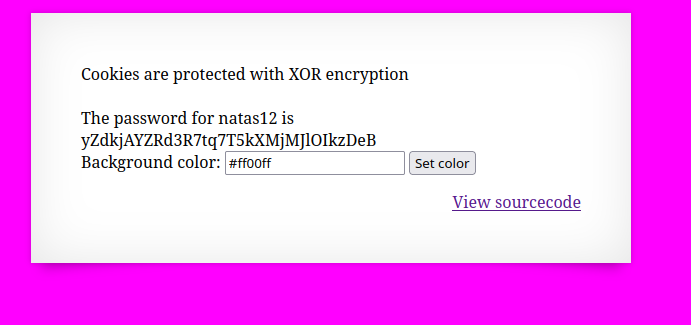 Cookies are protected with XOR encryption
The password for natas12 is
yZdkjAYZRd3R7tq7T5kXMjMJlOIkzDeB
Background color: #ff00ff Set color
View sourcecode